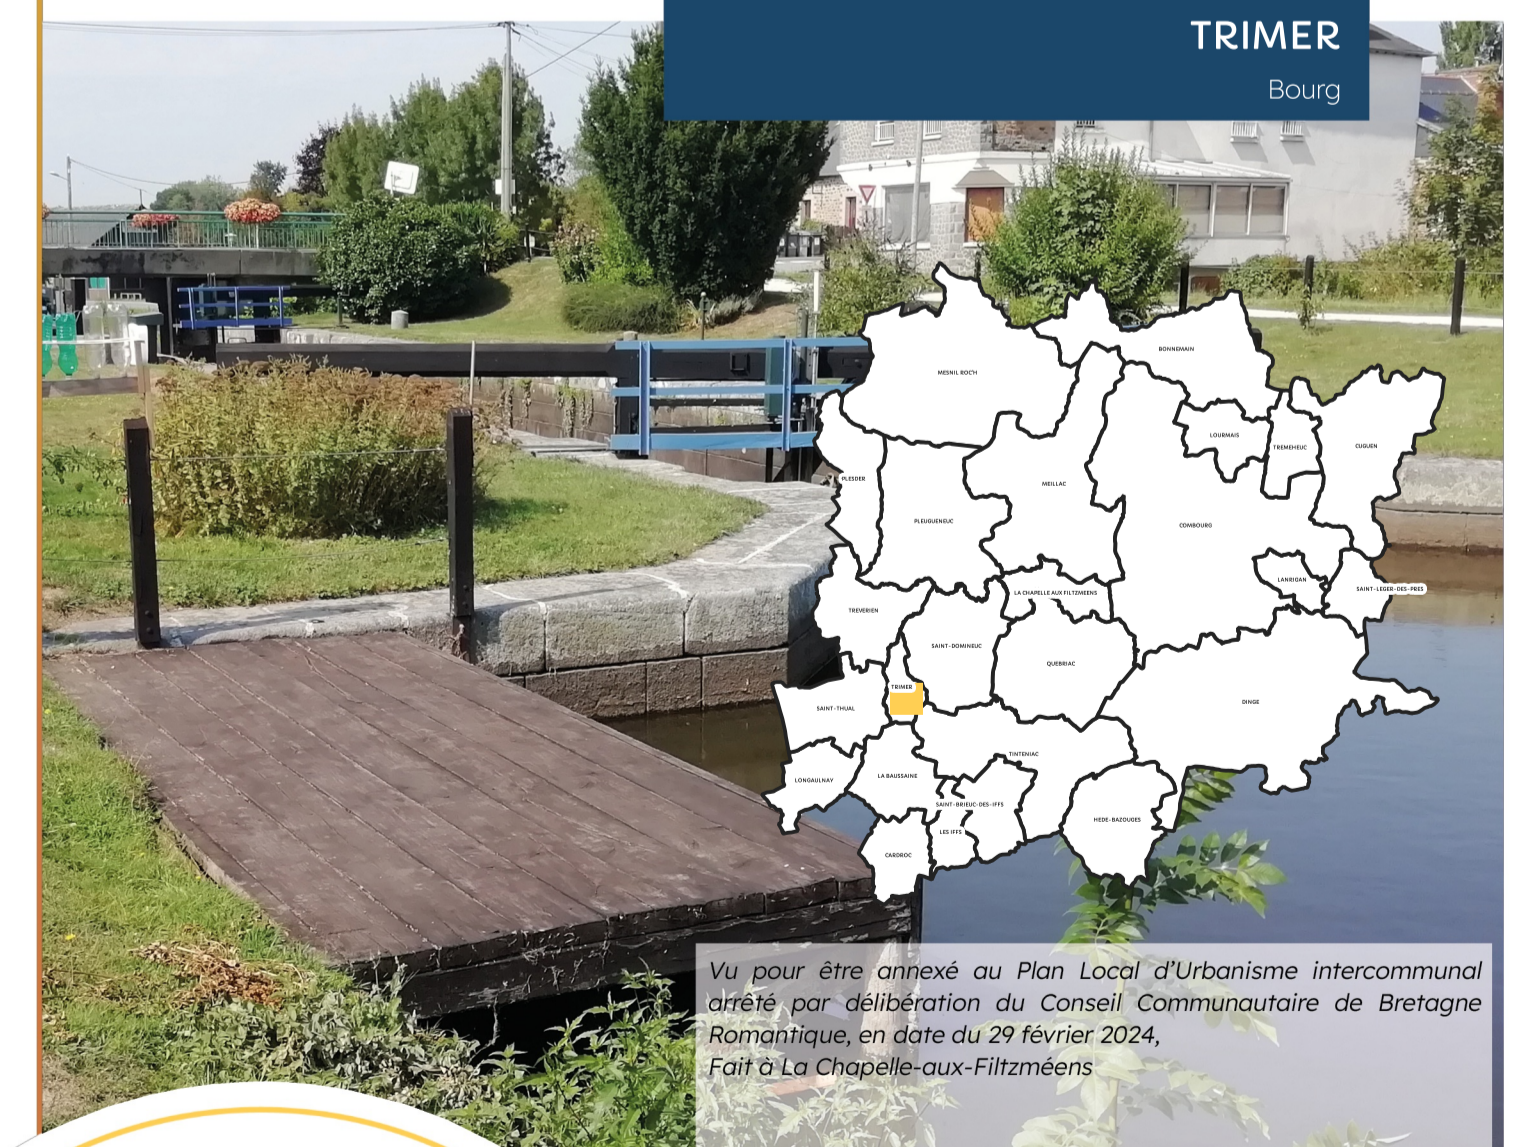 TRIMER
Bourg
BONNEMAIN
MESNIL ROC'H
LOURMAIS
TREMEHEUC
CUGUEN
PLESDER
MEILLAC
PLEUGUENEUC
COMBOURG
LANRIGAN
SAINT-LEGER-DES-PRES
LA CHAPELLE AUX FILTZMEENS
TREVERIEN
SAINT-DOMINEUC
QUEBRIAC
TRIMER
DINGE
SAINT-THUAL
TINTENIAC
LONGAULNAY
LA BAUSSAINE
SAINT-BRIEUC-DES-IFFS
HEDE-BAZOUGES
LES IFFS
CARDROC
Vu pour être annexé au Plan Local d'Urbanisme intercommunal
arrêté par délibération du Conseil Communautaire de Bretagne
Romantique, en date du 29 février 2024,
Fait à La Chapelle-aux-Filtzméens